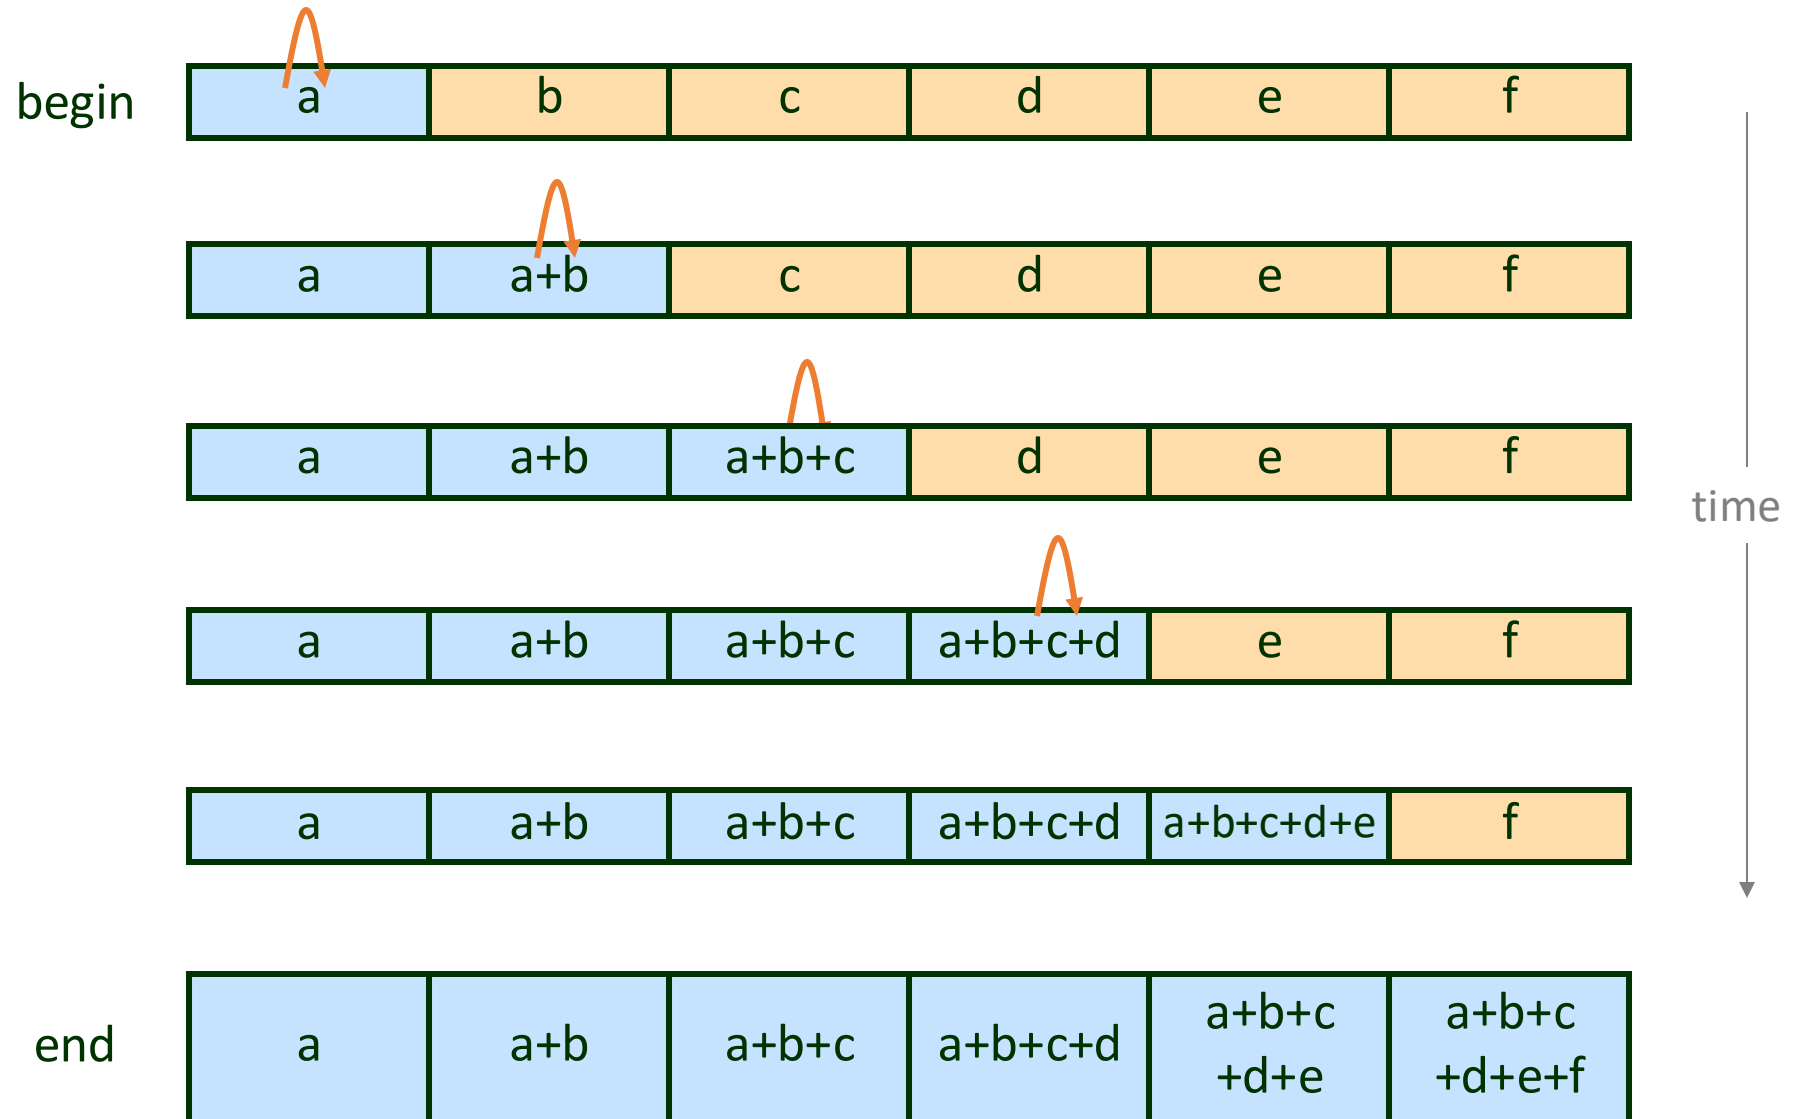 begin a b c d e f
a a+b c d e f
a a+b a+b+c d e f
time
a a+b a+b+c a+b+c+d e f
a a+b a+b+c a+b+c+d a+b+c+d+e f
end a a+b a+b+c a+b+c+d a+b+c +d+e a+b+c +d+e+f